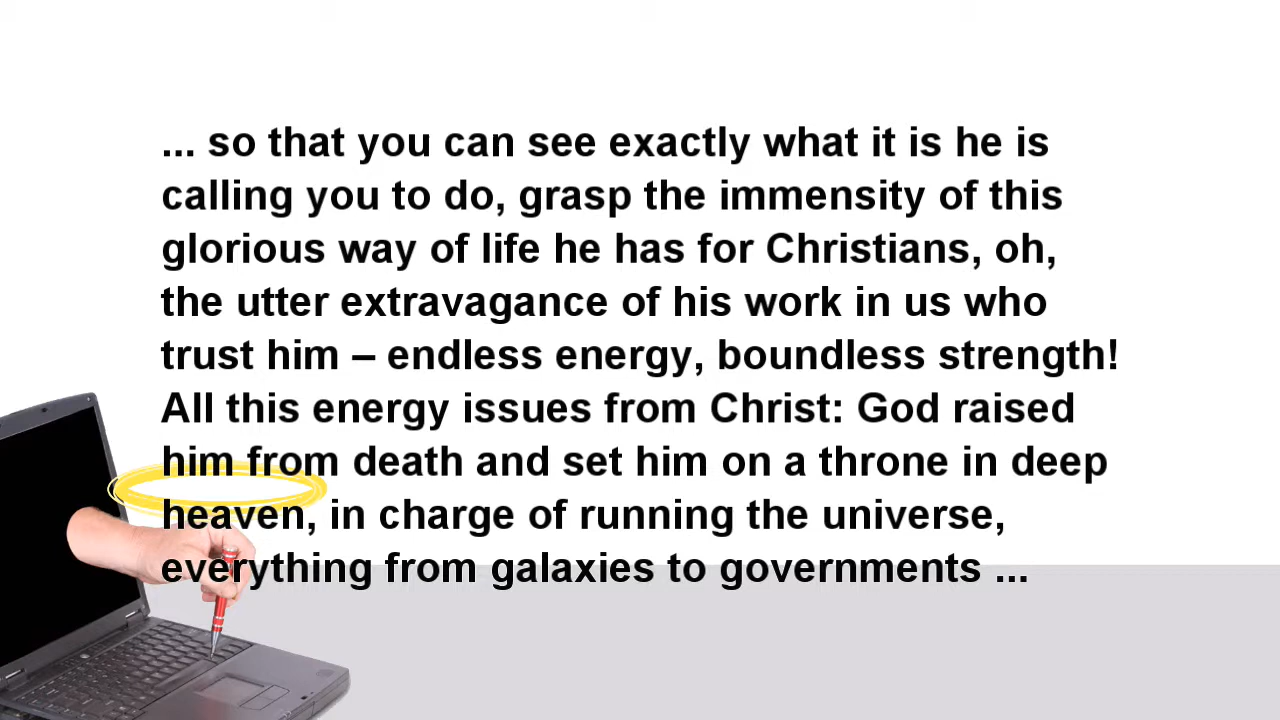 ... so that you can see exactly what it is he is
calling you to do, grasp the immensity of this
glorious way of life he has for Christians, oh,
the utter extravagance of his work in us who
trust him – endless energy, boundless strength!
All this energy issues from Christ: God raised
him from death and set him on a throne in deep
heaven, in charge of running the universe,
everything from galaxies to governments ...